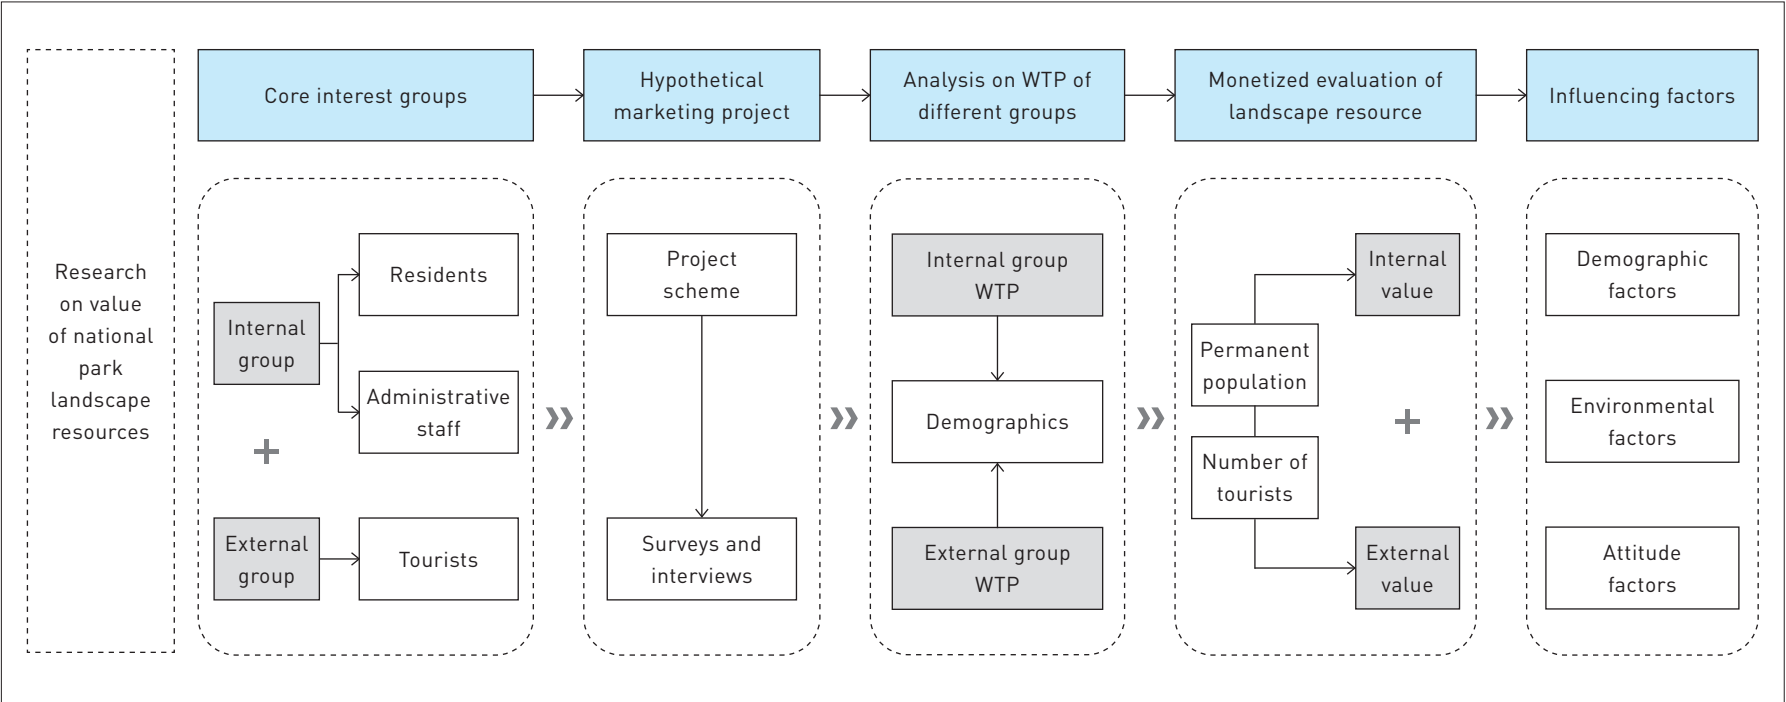 Research
on value
of national
park
landscape
resources
Core interest groups
Hypothetical
marketing project
Analysis on WTP of
different groups
Monetized evaluation of
landscape resource
Influencing factors
Internal
group
Residents
Administrative
staff
+
External
group
Tourists
Project
scheme
Surveys and
interviews
Internal group
WTP
Demographics
External group
WTP
Permanent
population
Number of
tourists
Internal
value
+
External
value
Demographic
factors
Environmental
factors
Attitude
factors